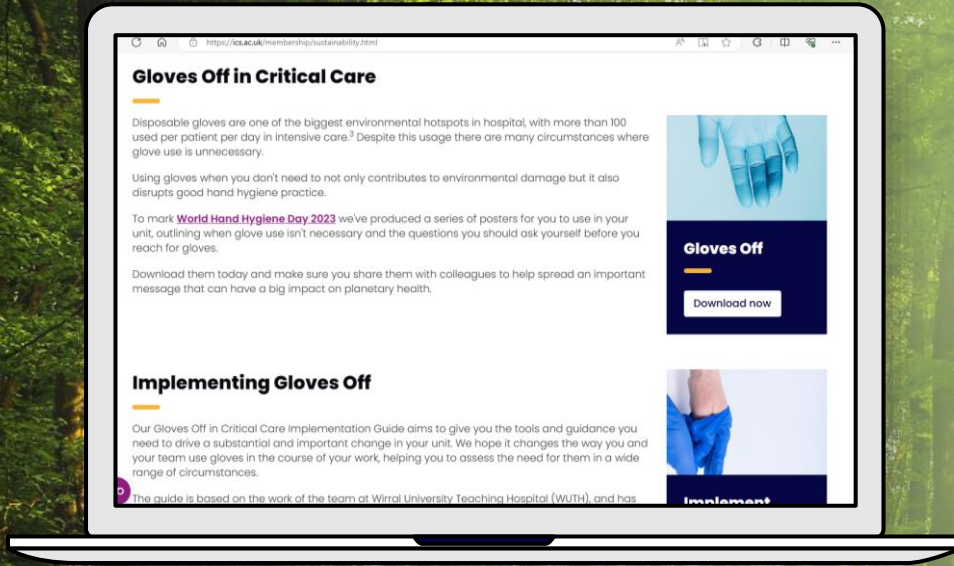 https://ics.ac.uk/membership/sustainability.html
Gloves Off in Critical Care
Disposable gloves are one of the biggest environmental hotspots in hospital, with more than 100
used per patient per day in intensive care.3 Despite this usage there are many circumstances where
glove use is unnecessary.
Using gloves when you don't need to not only contributes to environmental damage but it also
disrupts good hand hygiene practice.
To mark World Hand Hygiene Day 2023 we've produced a series of posters for you to use in your
unit, outlining when glove use isn't necessary and the questions you should ask yourself before you
reach for gloves.
Download them today and make sure you share them with colleagues to help spread an important
message that can have a big impact on planetary health.
Gloves Off
Download now
Implementing Gloves Off
Our Gloves Off in Critical Care Implementation Guide aims to give you the tools and guidance you
need to drive a substantial and important change in your unit. We hope it changes the way you and
your team use gloves in the course of your work, helping you to assess the need for them in a wide
range of circumstances.
The guide is based on the work of the team at Wirral University Teaching Hospital (WUTH), and has
Implement